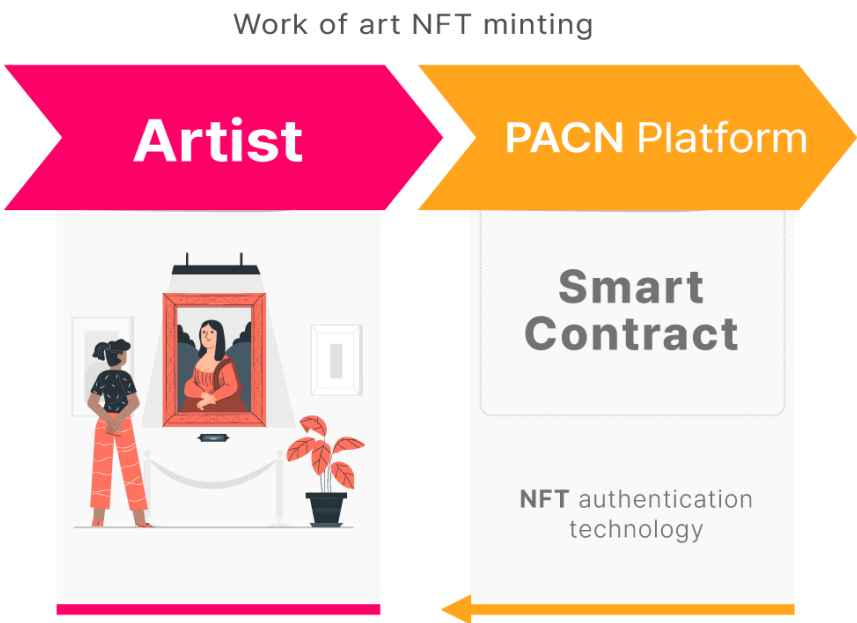 Work of art NFT minting
Artist
PACN Platform
Smart
Contract
NFT authentication
technology